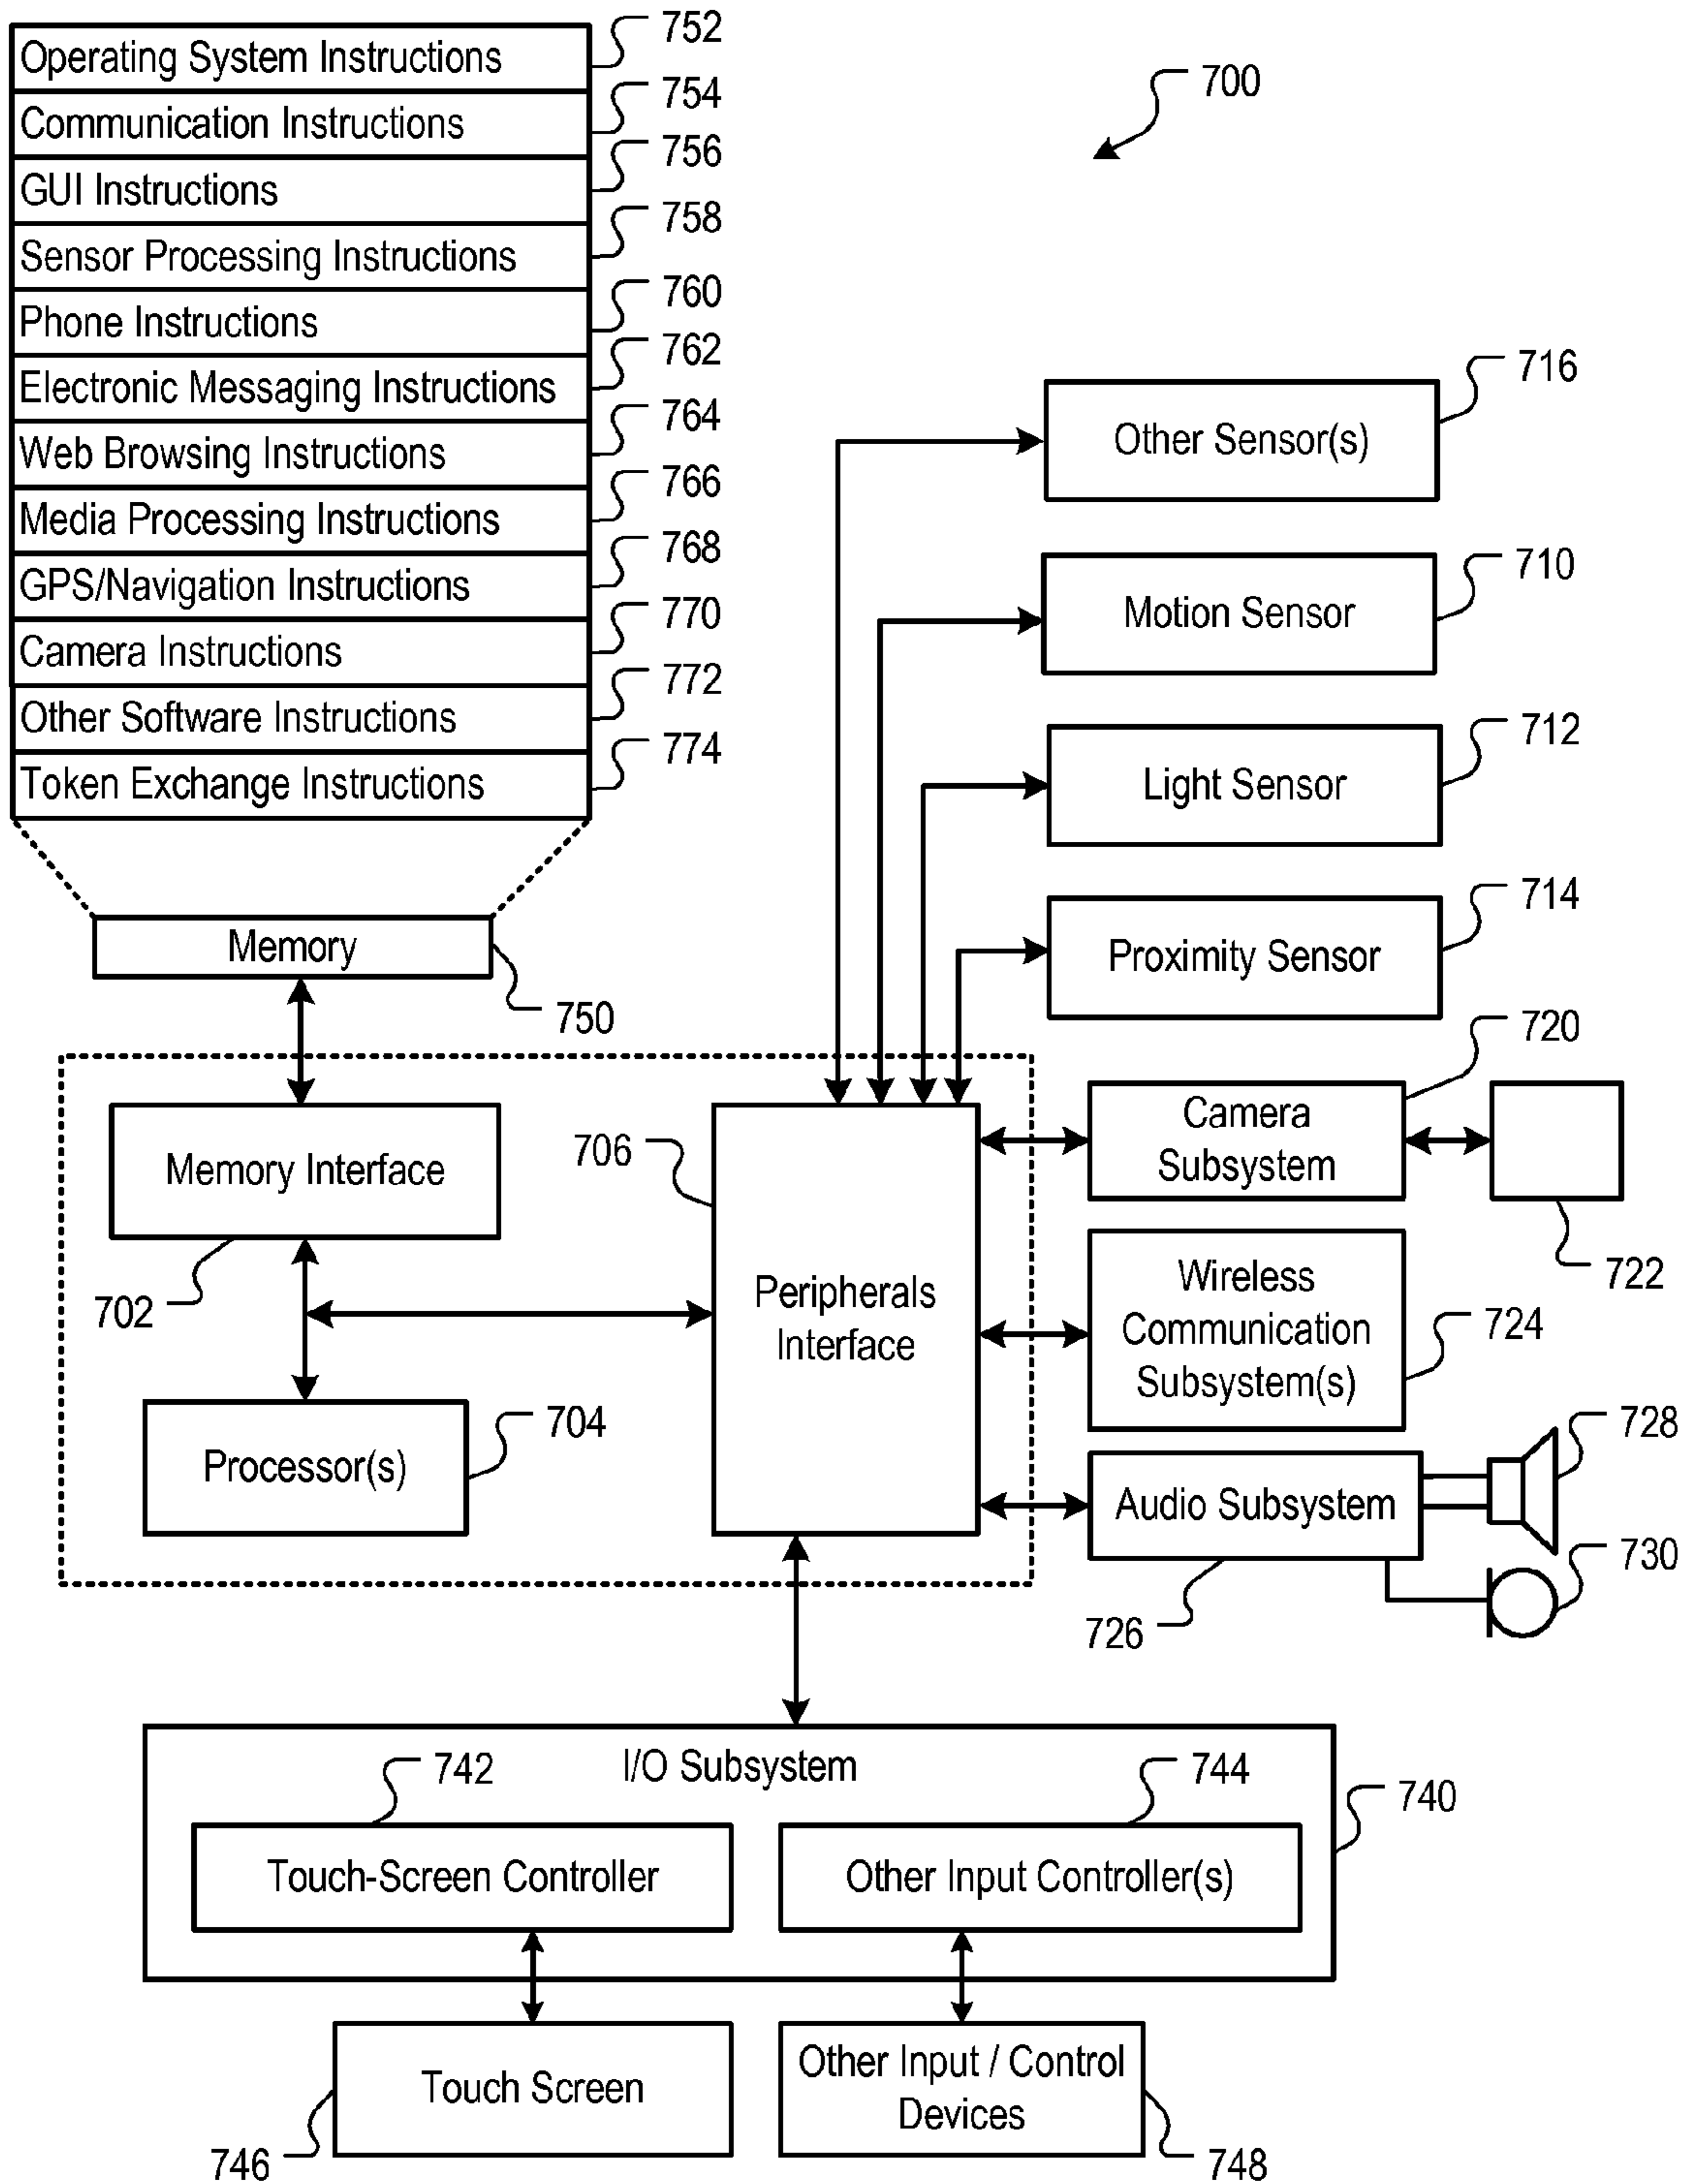 Operating System Instructions
752
Communication Instructions
754
GUI Instructions
756
Sensor Processing Instructions
758
Phone Instructions
760
Electronic Messaging Instructions
762
Web Browsing Instructions
764
Media Processing Instructions
766
GPS/Navigation Instructions
768
Camera Instructions
770
Other Software Instructions
772
Token Exchange Instructions
774
700
Other Sensor(s)
716
Motion Sensor
710
Light Sensor
712
Proximity Sensor
714
Memory
750
Memory Interface
702
Processor(s)
704
706
Peripherals
Interface
Camera
Subsystem
720
722
Wireless
Communication
Subsystem(s)
724
Audio Subsystem
726
728
730
I/O Subsystem
740
742
Touch-Screen Controller
744
Other Input Controller(s)
Touch Screen
746
Other Input / Control
Devices
748